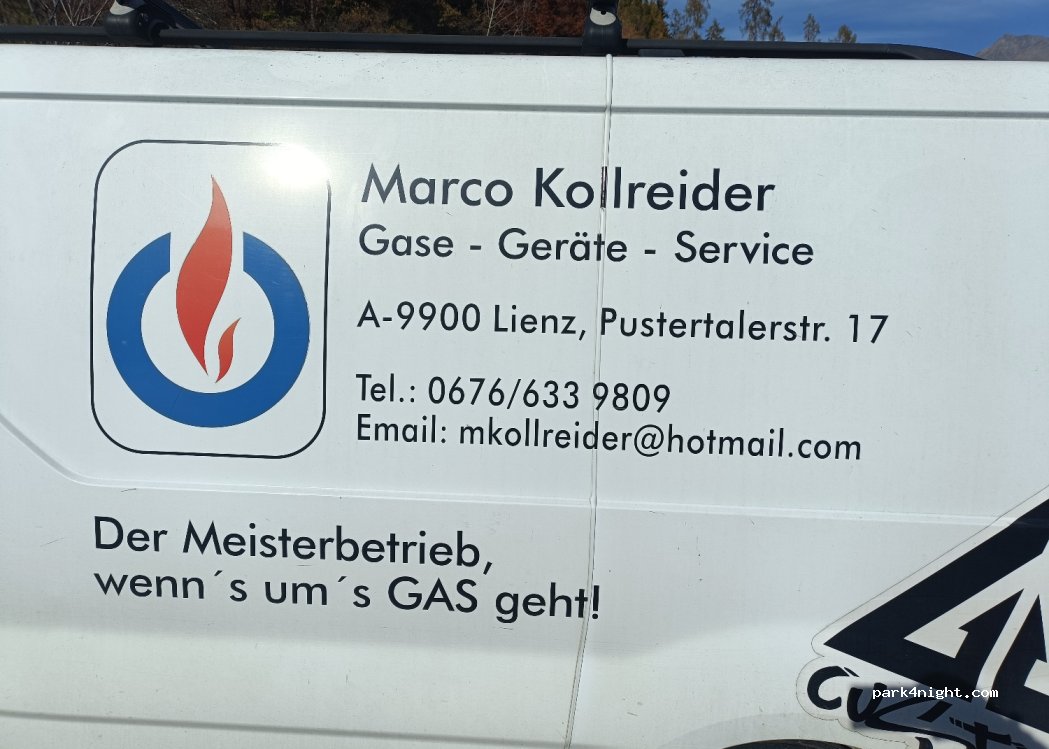 Marco Kollreider
Gase - Geräte - Service
A-9900 Lienz, Pustertalerstr. 17
Tel.: 0676/633 9809
Email: mkollreider@hotmail.com
Der Meisterbetrieb,
wenn´s um´s GAS geht!
park4night.com